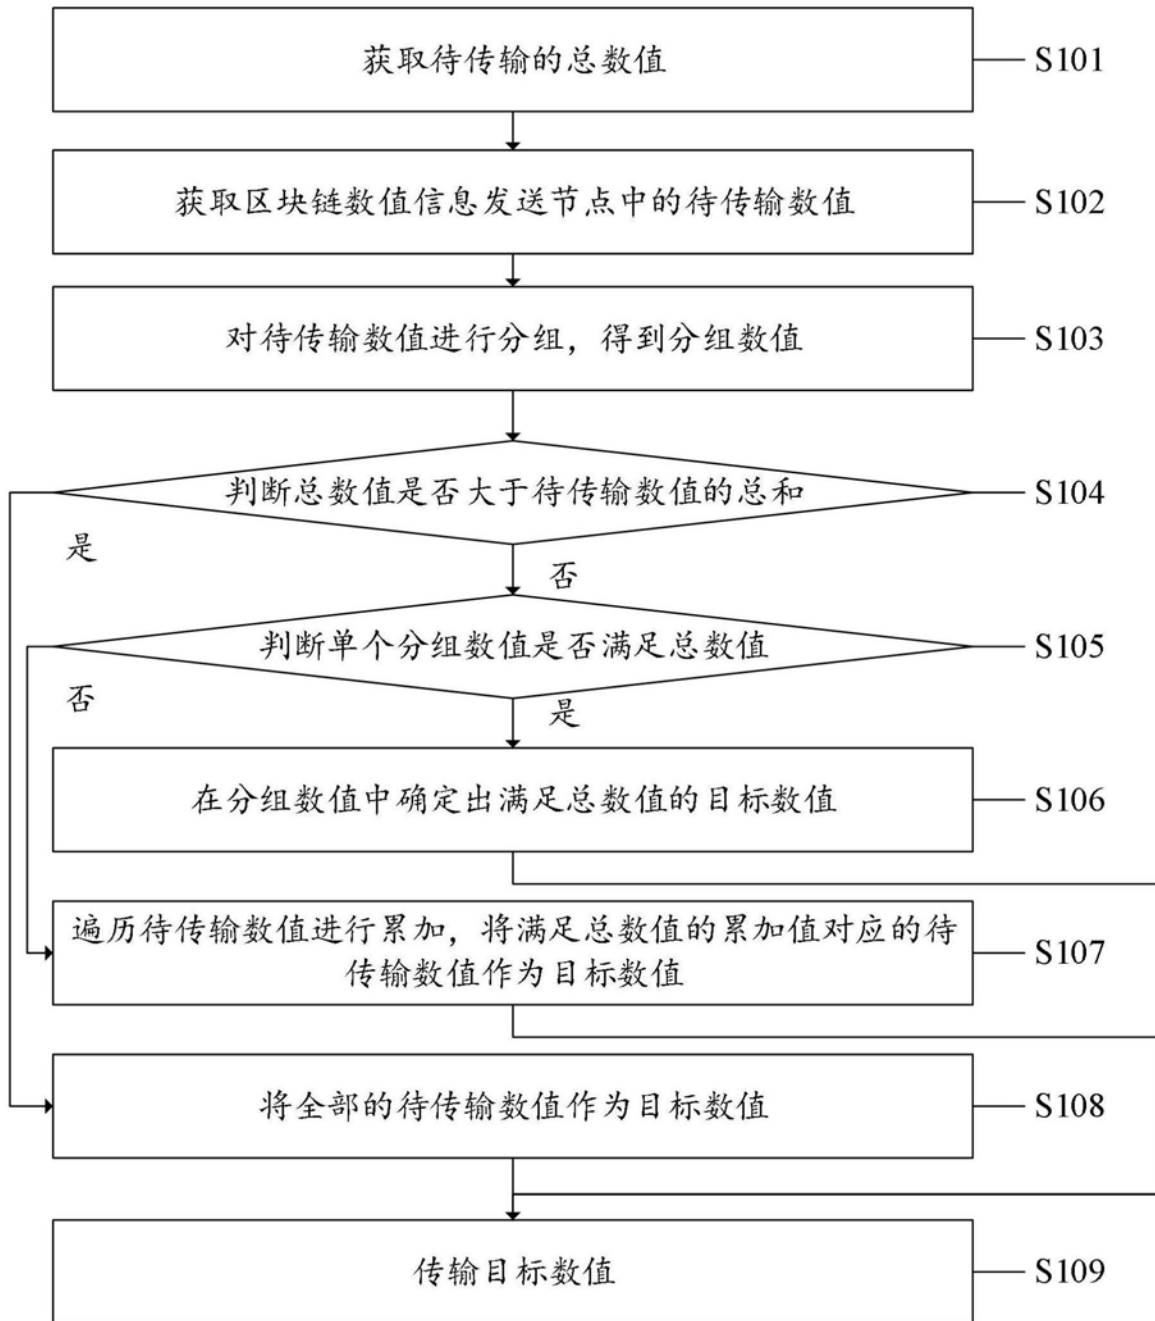 获取待传输的总数值
S101
获取区块链数值信息发送节点中的待传输数值
S102
对待传输数值进行分组，得到分组数值
S103
判断总数值是否大于待传输数值的总和
S104
是
否
判断单个分组数值是否满足总数值
S105
否
是
在分组数值中确定出满足总数值的目标数值
S106
遍历待传输数值进行累加，将满足总数值的累加值对应的待
传输数值作为目标数值
S107
将全部的待传输数值作为目标数值
S108
传输目标数值
S109